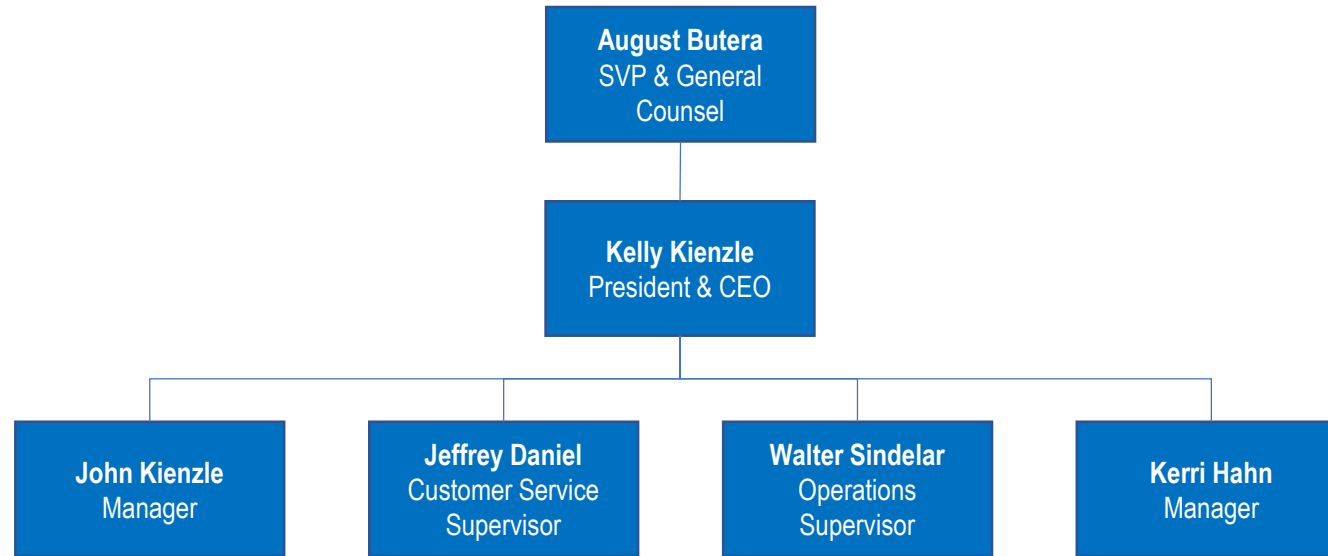 August Butera
SVP & General
Counsel
Kelly Kienzle
President & CEO
John Kienzle
Manager
Jeffrey Daniel
Customer Service
Supervisor
Walter Sindelar
Operations
Supervisor
Kerri Hahn
Manager